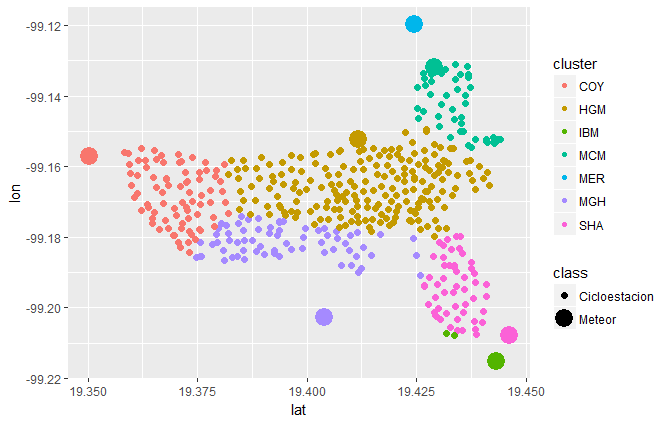 -99.12
-99.14
-99.16
-99.18
-99.20
-99.22
lon
19.350
19.375
19.400
19.425
19.450
lat
cluster
COY
HGM
IBM
MCM
MER
MGH
SHA
class
Cicloestacion
Meteor